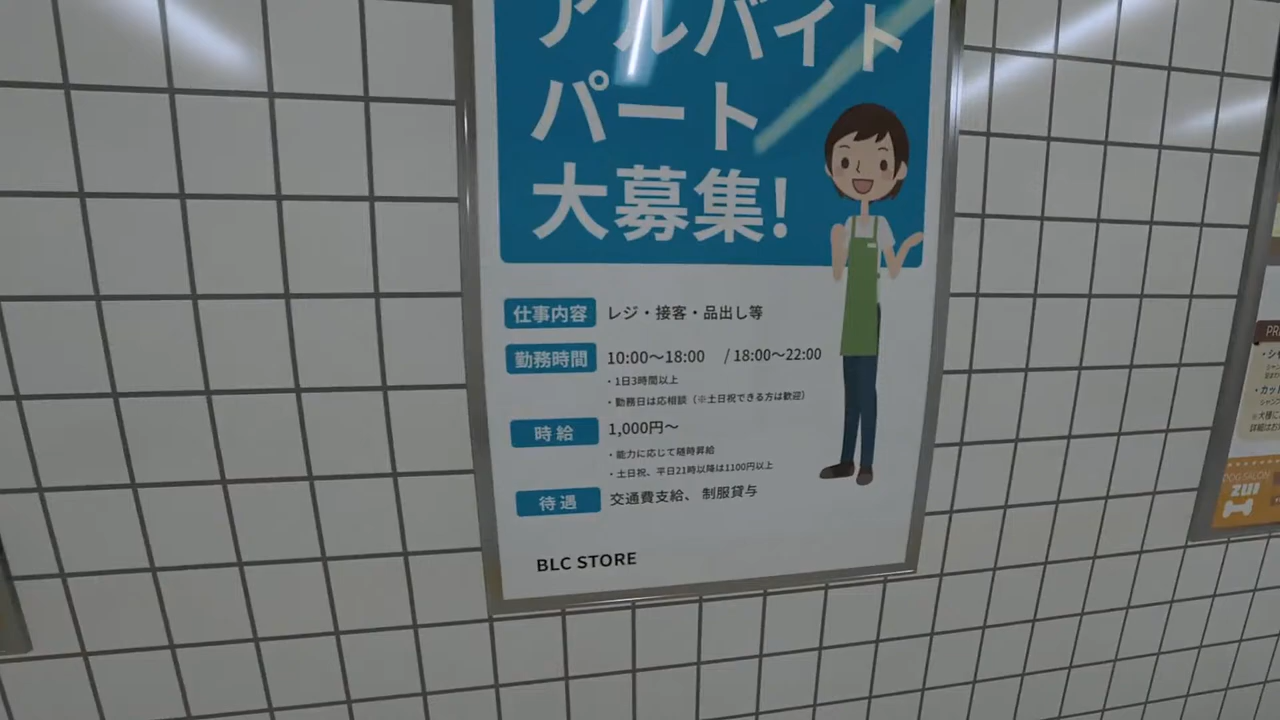 アルバイト
パート
大募集!
仕事内容 レジ・接客・品出し等
勤務時間 10:00〜18:00 / 18:00〜22:00
・1日3時間以上
・勤務日は応相談（※土日祝できる方は歓迎）
時給 1,000円〜
・能力に応じて随時昇給
・土日祝、平日21時以降は1100円以上
待遇 交通費支給、制服貸与
BLC STORE
DOG SALON
ZUI